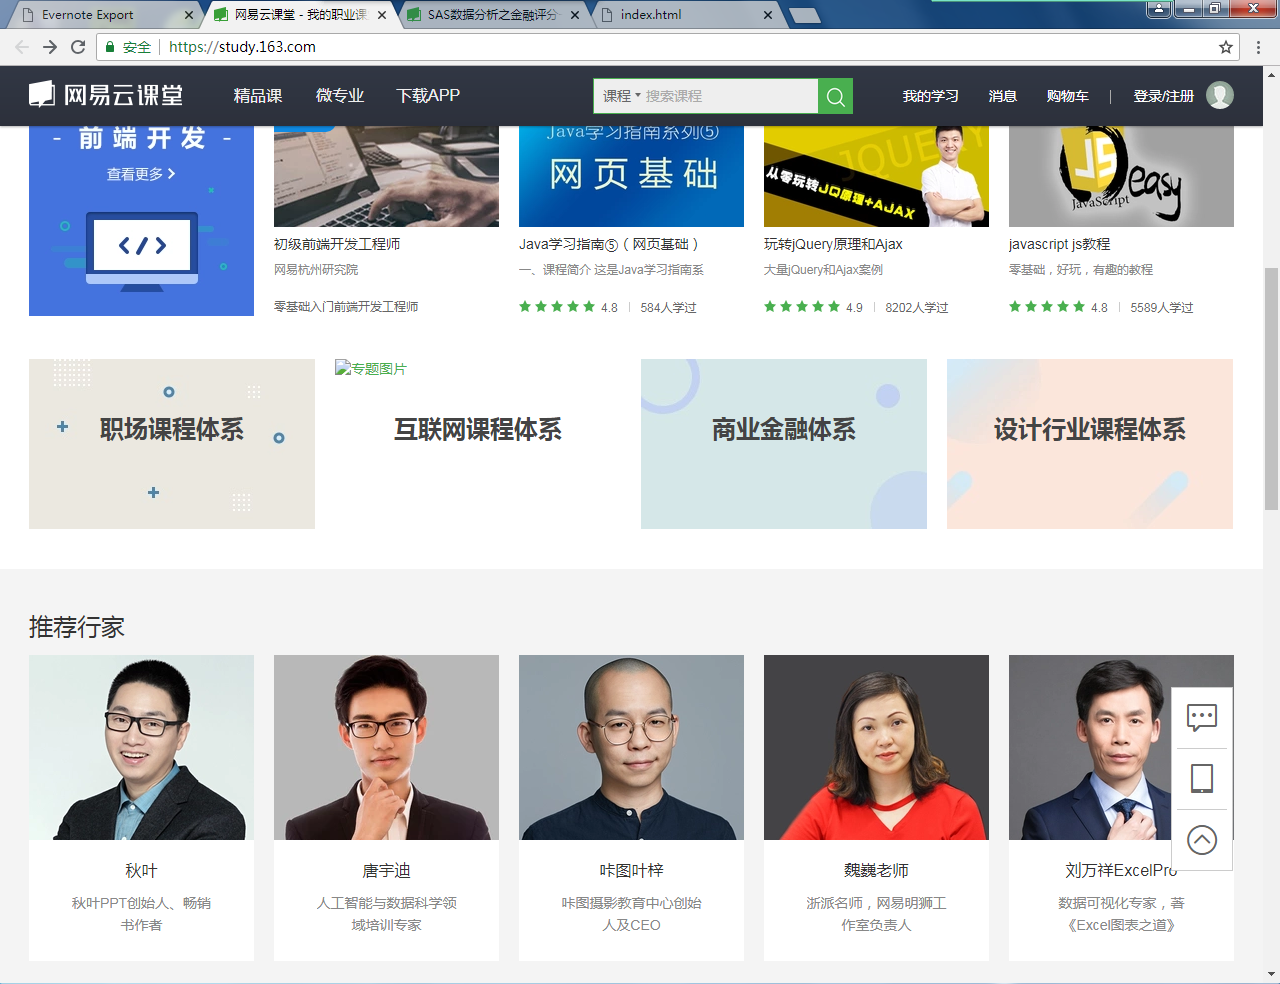 Evernote Export
网易云课堂 - 我的职业课
SAS数据分析之金融评分
index.html
安全
https://study.163.com
网易云课堂
精品课
微专业
下载APP
课程
搜索课程
我的学习
消息
购物车
登录/注册
- 前端开发 -
查看更多
</>
Java学习指南系列⑤
网页基础
JQUERY
从零玩转JQ原理+AJAX
JS
easy
JavaScript
初级前端开发工程师
Java学习指南⑤（网页基础）
玩转jQuery原理和Ajax
javascript js教程
网易杭州研究院
一、课程简介 这是Java学习指南系
大量jQuery和Ajax案例
零基础，好玩，有趣的教程
零基础入门前端开发工程师
4.8
584人学过
4.9
8202人学过
4.8
5589人学过
专题图片
职场课程体系
互联网课程体系
商业金融体系
设计行业课程体系
推荐行家
秋叶
唐宇迪
咔图叶梓
魏巍老师
刘万祥ExcelPro
秋叶PPT创始人、畅销
书作者
人工智能与数据科学领
域培训专家
咔图摄影教育中心创始
人及CEO
浙派名师，网易明狮工
作室负责人
数据可视化专家，著
《Excel图表之道》